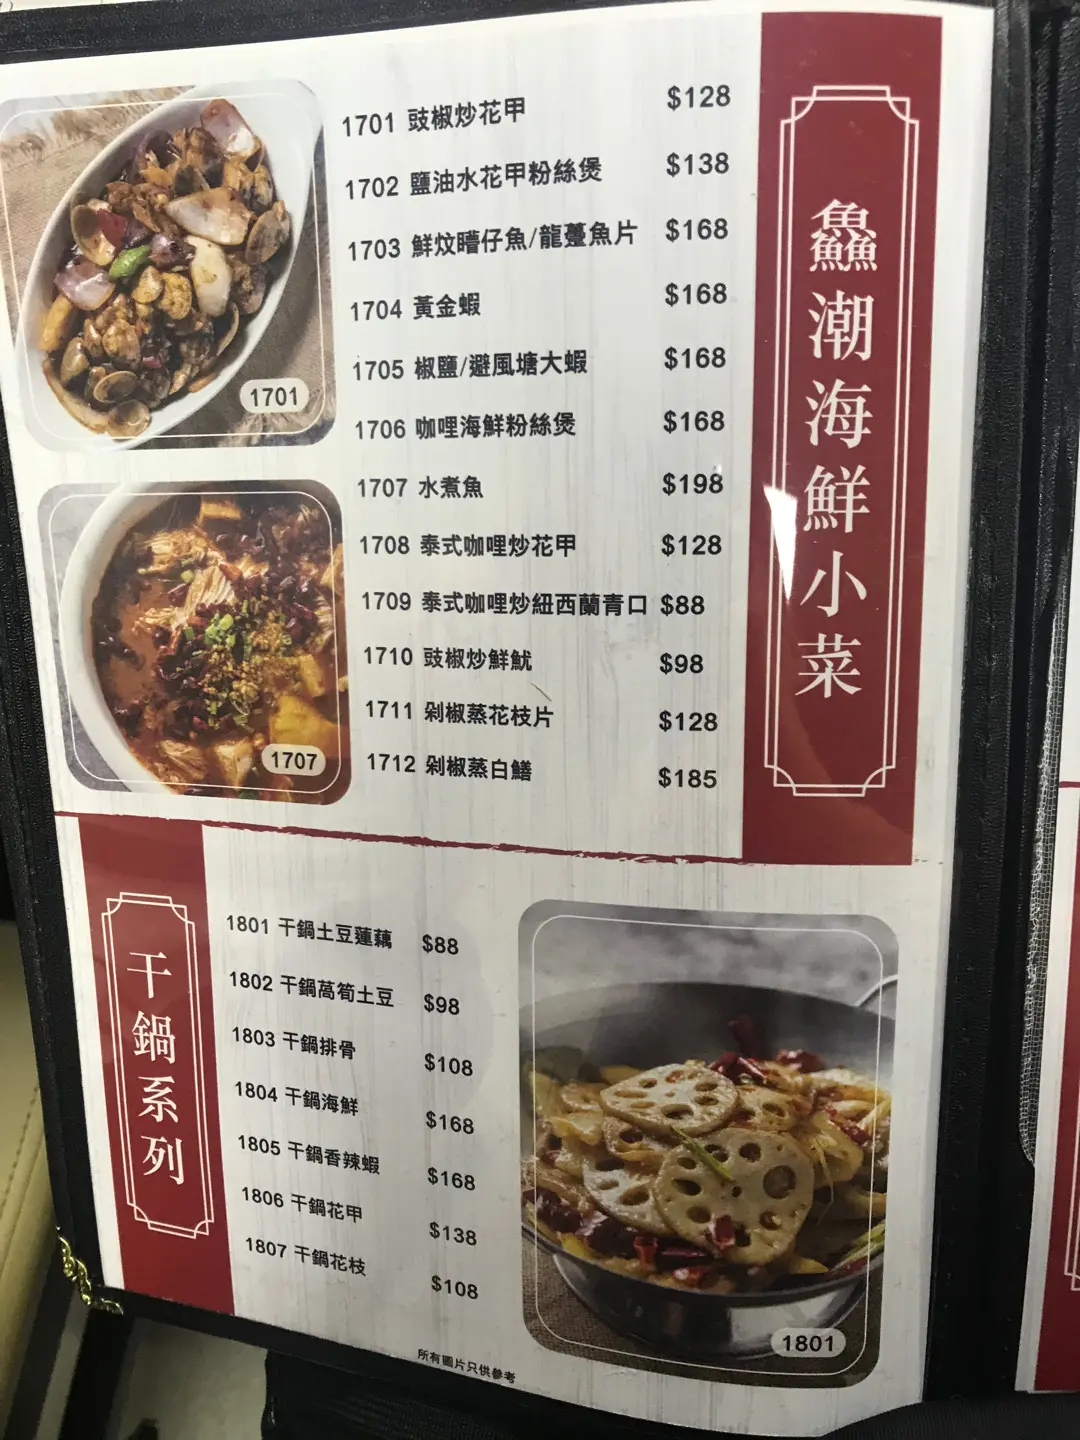 鱻潮海鮮小菜
1701 豉椒炒花甲 $128
1702 鹽油水花甲粉絲煲 $138
1703 鮮炆曹仔魚/龍躉魚片 $168
1704 黃金蝦 $168
1705 椒鹽/避風塘大蝦 $168
1706 咖哩海鮮粉絲煲 $168
1707 水煮魚 $198
1708 泰式咖哩炒花甲 $128
1709 泰式咖哩炒紐西蘭青口 $88
1710 豉椒炒鮮魷 $98
1711 剁椒蒸花枝片 $128
1712 剁椒蒸白鱔 $185
1701
1707
干鍋系列
1801 干鍋土豆蓮藕 $88
1802 干鍋萵筍土豆 $98
1803 干鍋排骨 $108
1804 干鍋海鮮 $168
1805 干鍋香辣蝦 $168
1806 干鍋花甲 $138
1807 干鍋花枝 $108
1801
所有圖片只供參考